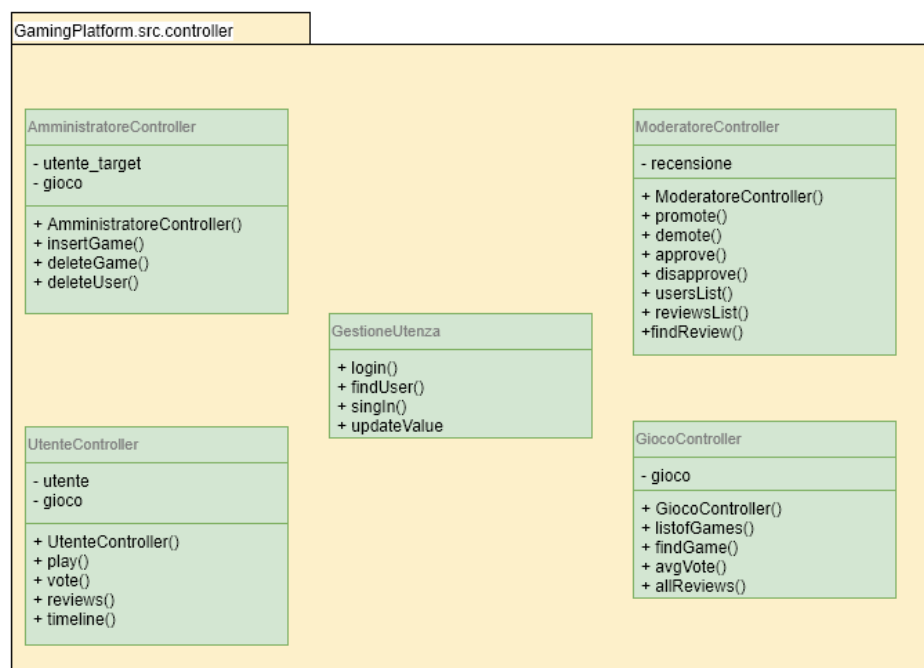 GamingPlatform.src.controller
AmministratoreController
- utente_target
- gioco
+ AmministratoreController()
+ insertGame()
+ deleteGame()
+ deleteUser()
ModeratoreController
- recensione
+ ModeratoreController()
+ promote()
+ demote()
+ approve()
+ disapprove()
+ usersList()
+ reviewsList()
+findReview()
GestioneUtenza
+ login()
+ findUser()
+ singIn()
+ updateValue
UtenteController
- utente
- gioco
+ UtenteController()
+ play()
+ vote()
+ reviews()
+ timeline()
GiocoController
- gioco
+ GiocoController()
+ listofGames()
+ findGame()
+ avgVote()
+ allReviews()